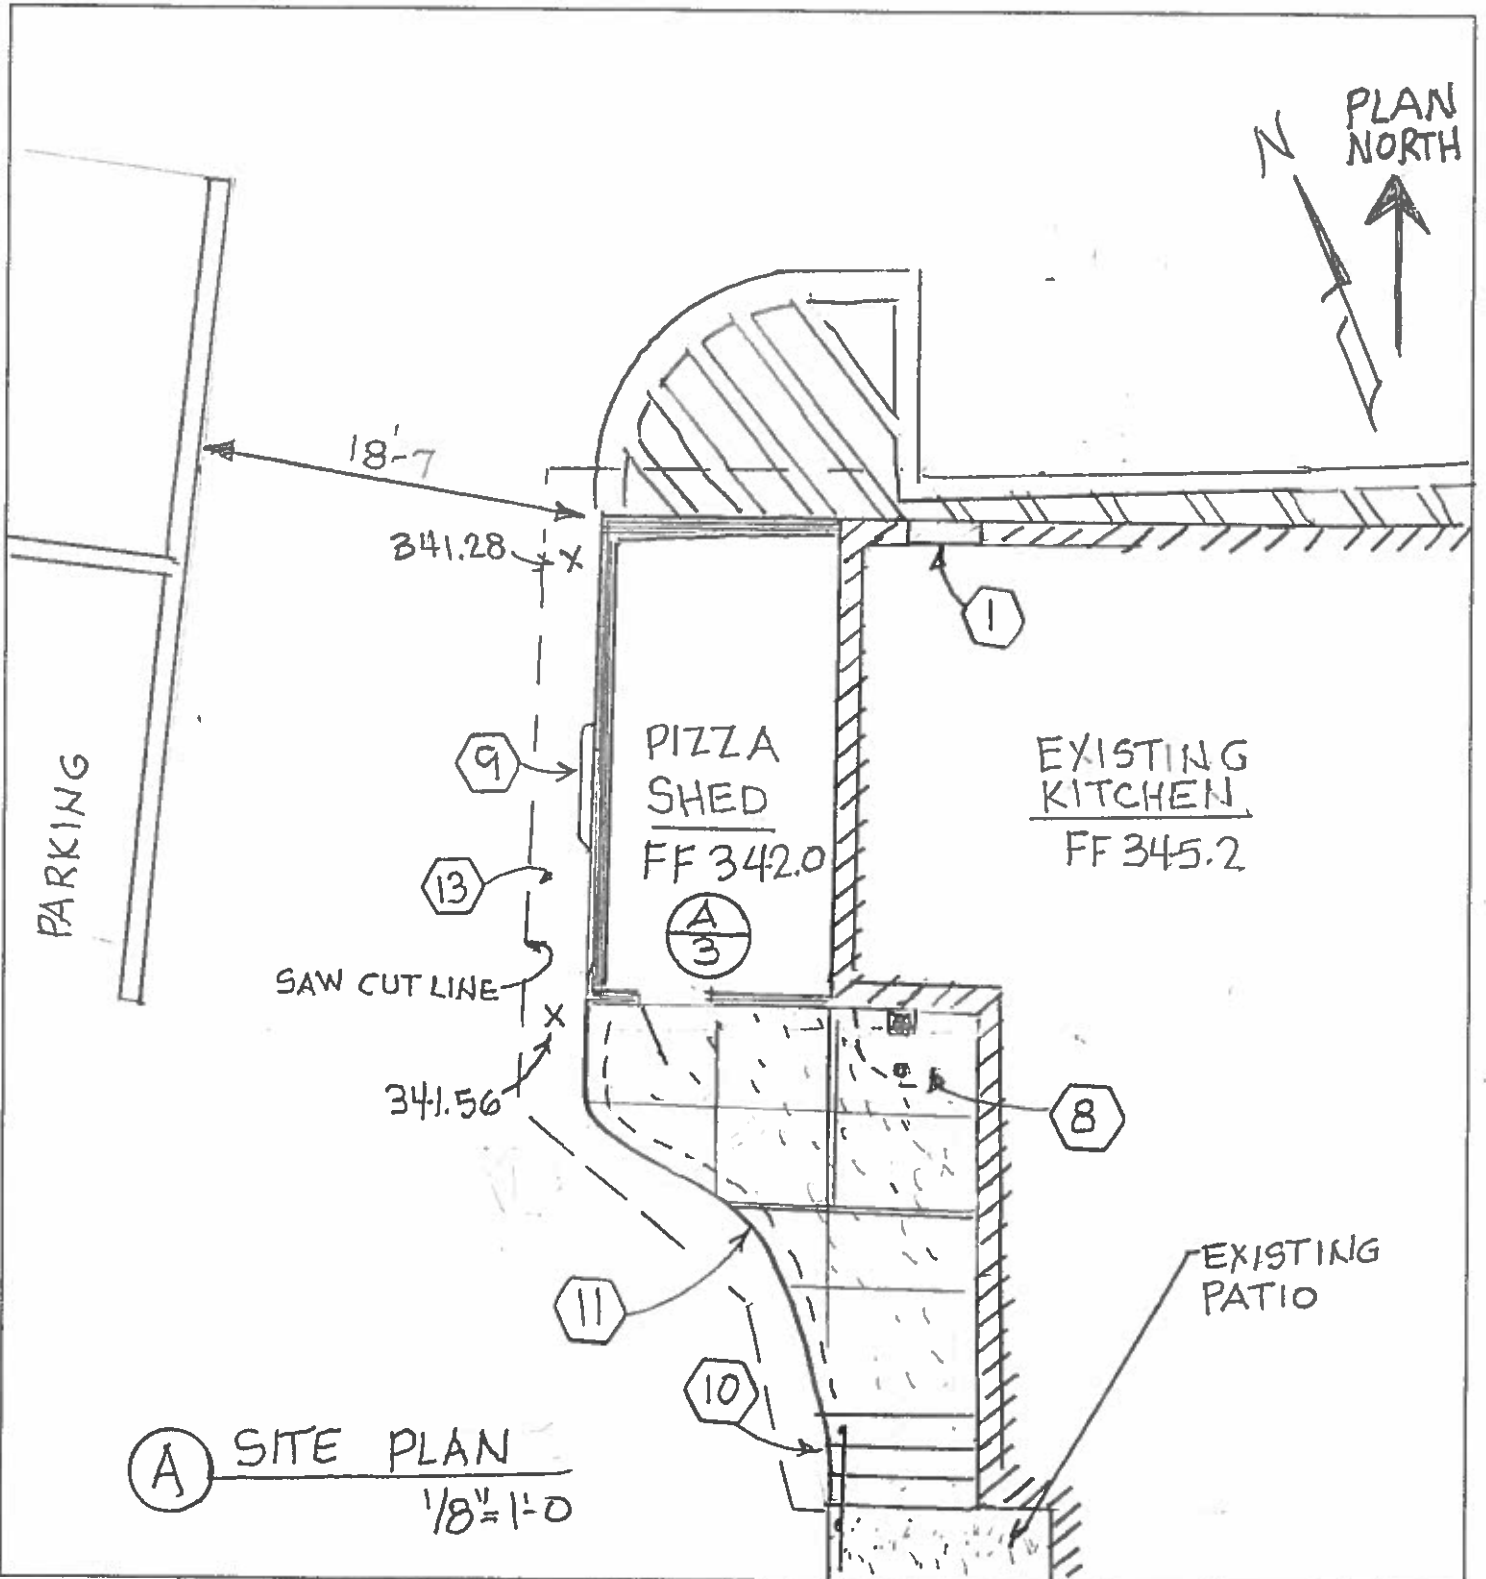 PLAN
NORTH
N
18'-7
341.28
1
PIZZA
SHED
FF 342.0
EXISTING
KITCHEN
FF 345.2
9
PARKING
13
A
3
SAW CUT LINE
341.56
8
EXISTING
PATIO
11
10
A
SITE PLAN
1/8"=1'-0